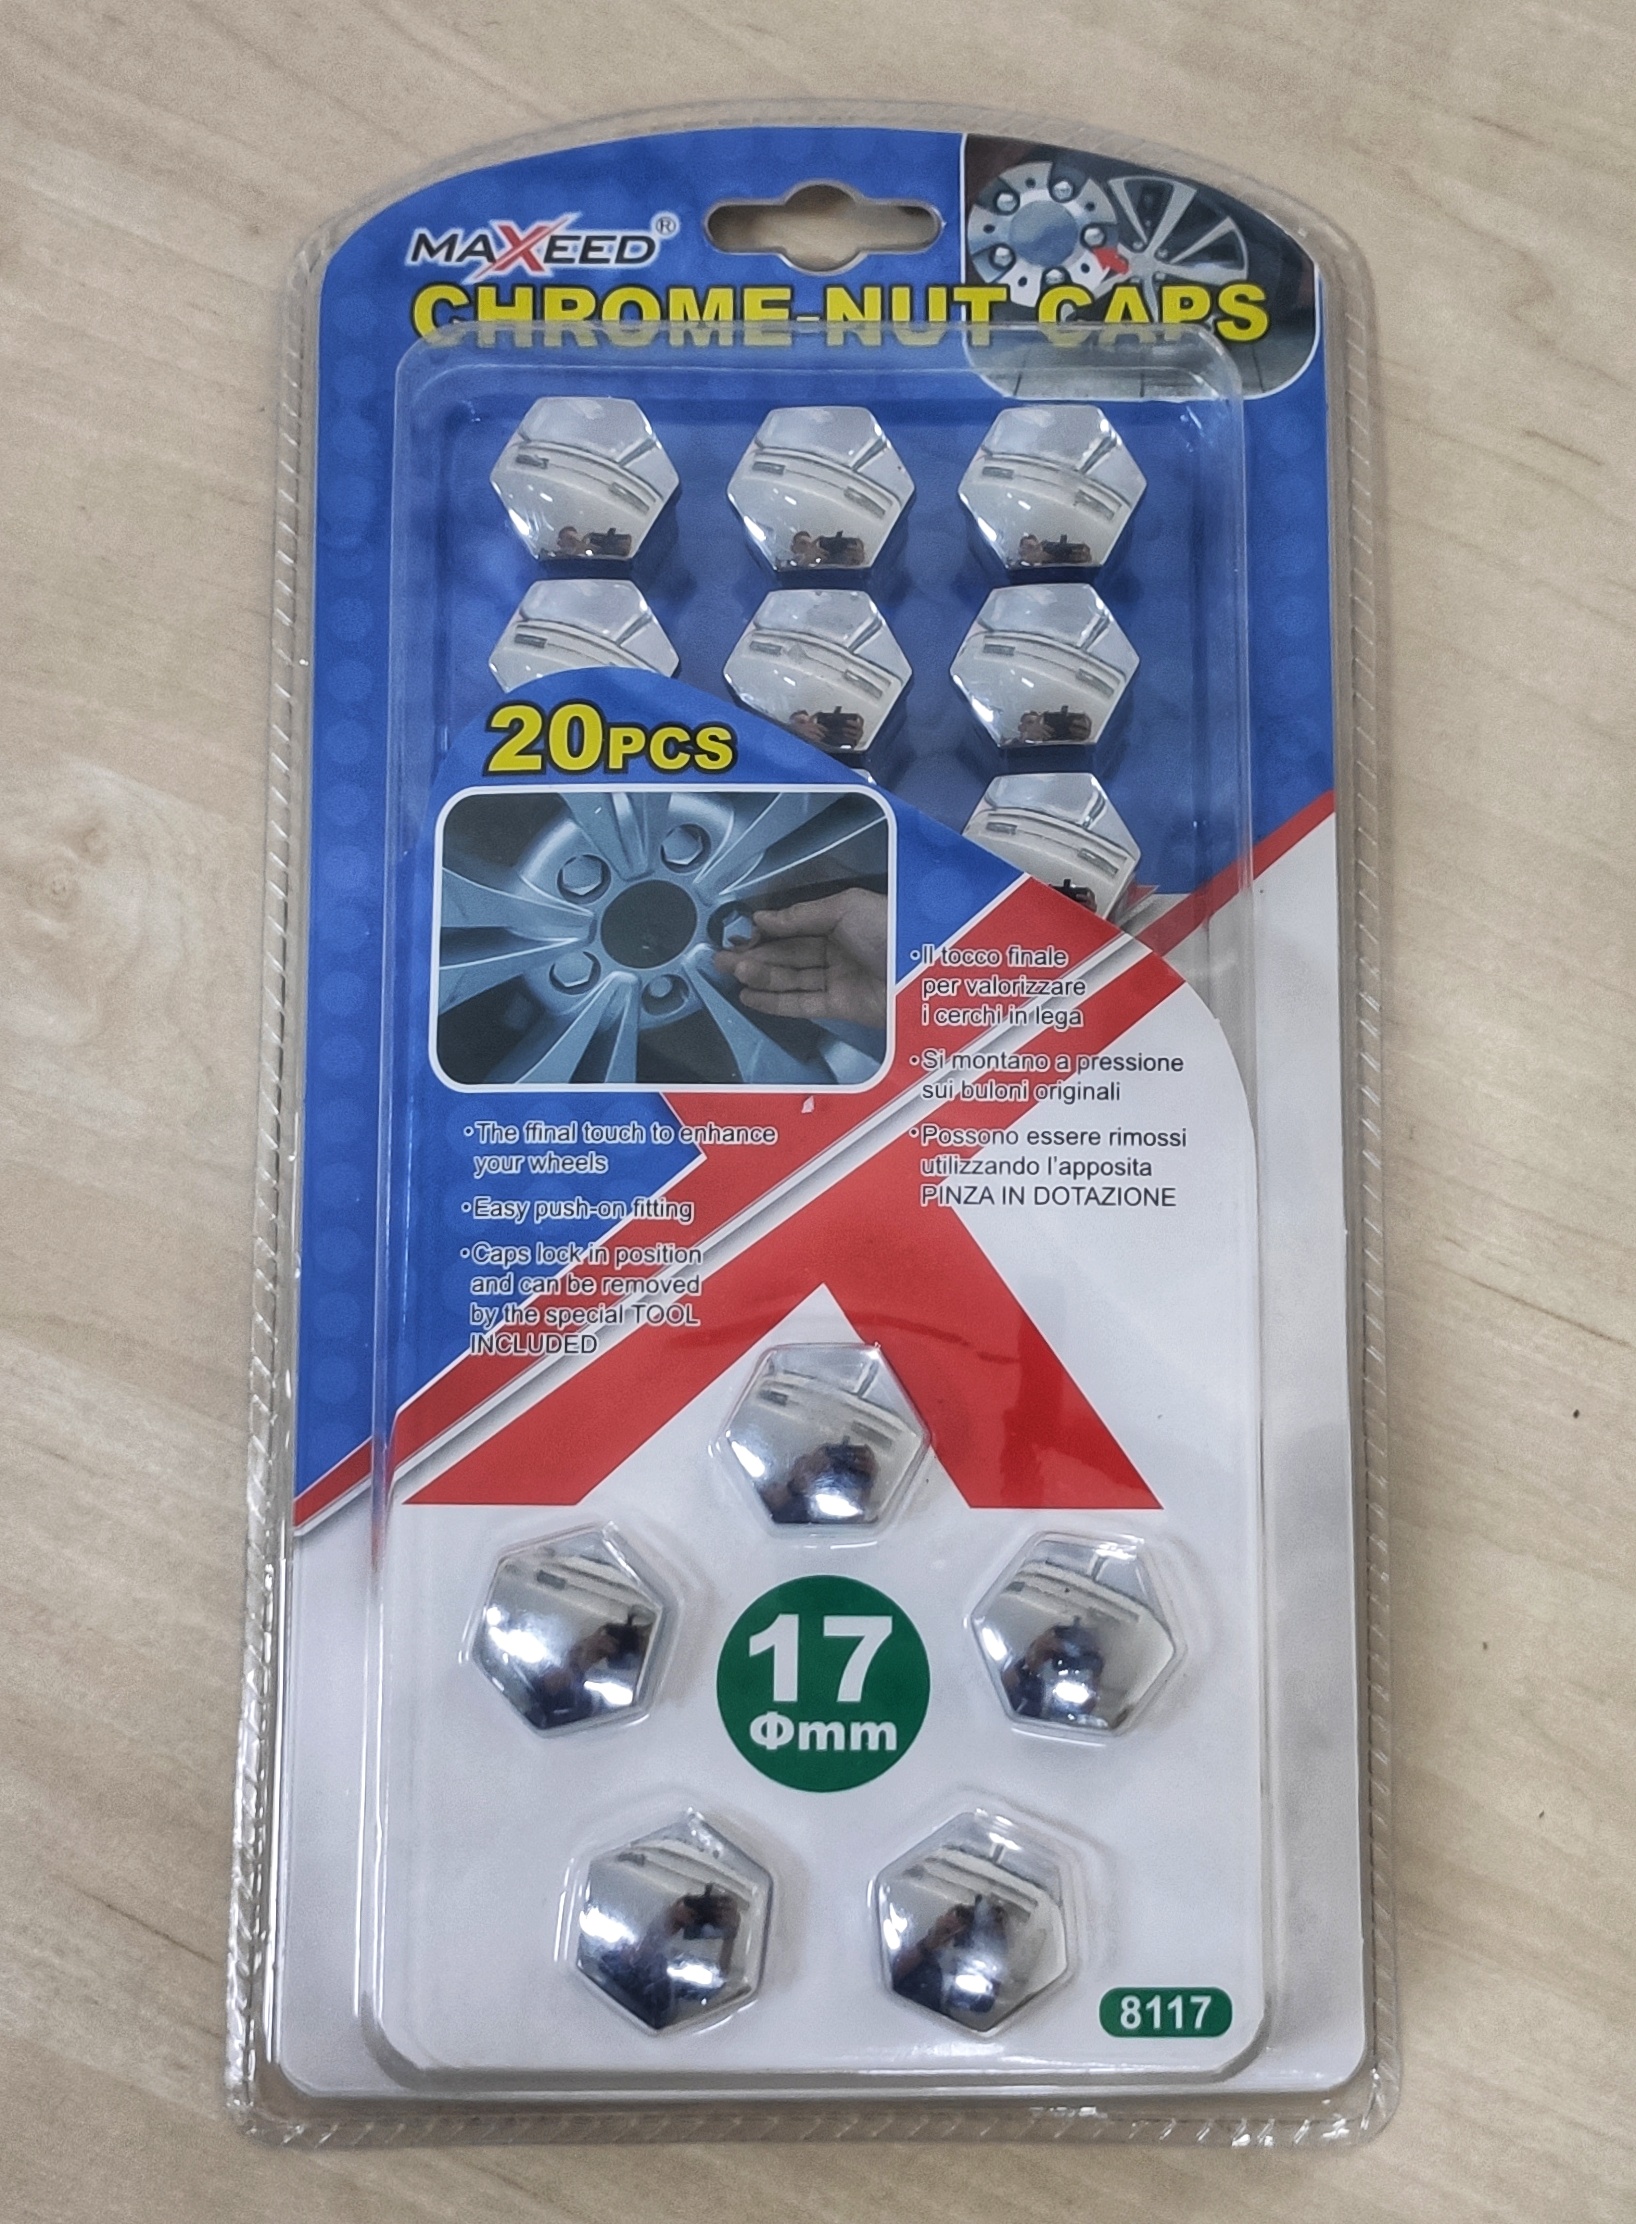 MAXEED®
CHROME-NUT CAPS
20PCS
•The ffinal touch to enhance
your wheels
•Easy push-on fitting
•Caps lock in position
and can be removed
by the special TOOL
INCLUDED
•Il tocco finale
per valorizzare
i cerchi in lega
•Si montano a pressione
sui buloni originali
•Possono essere rimossi
utilizzando l'apposita
PINZA IN DOTAZIONE
17
Φmm
8117